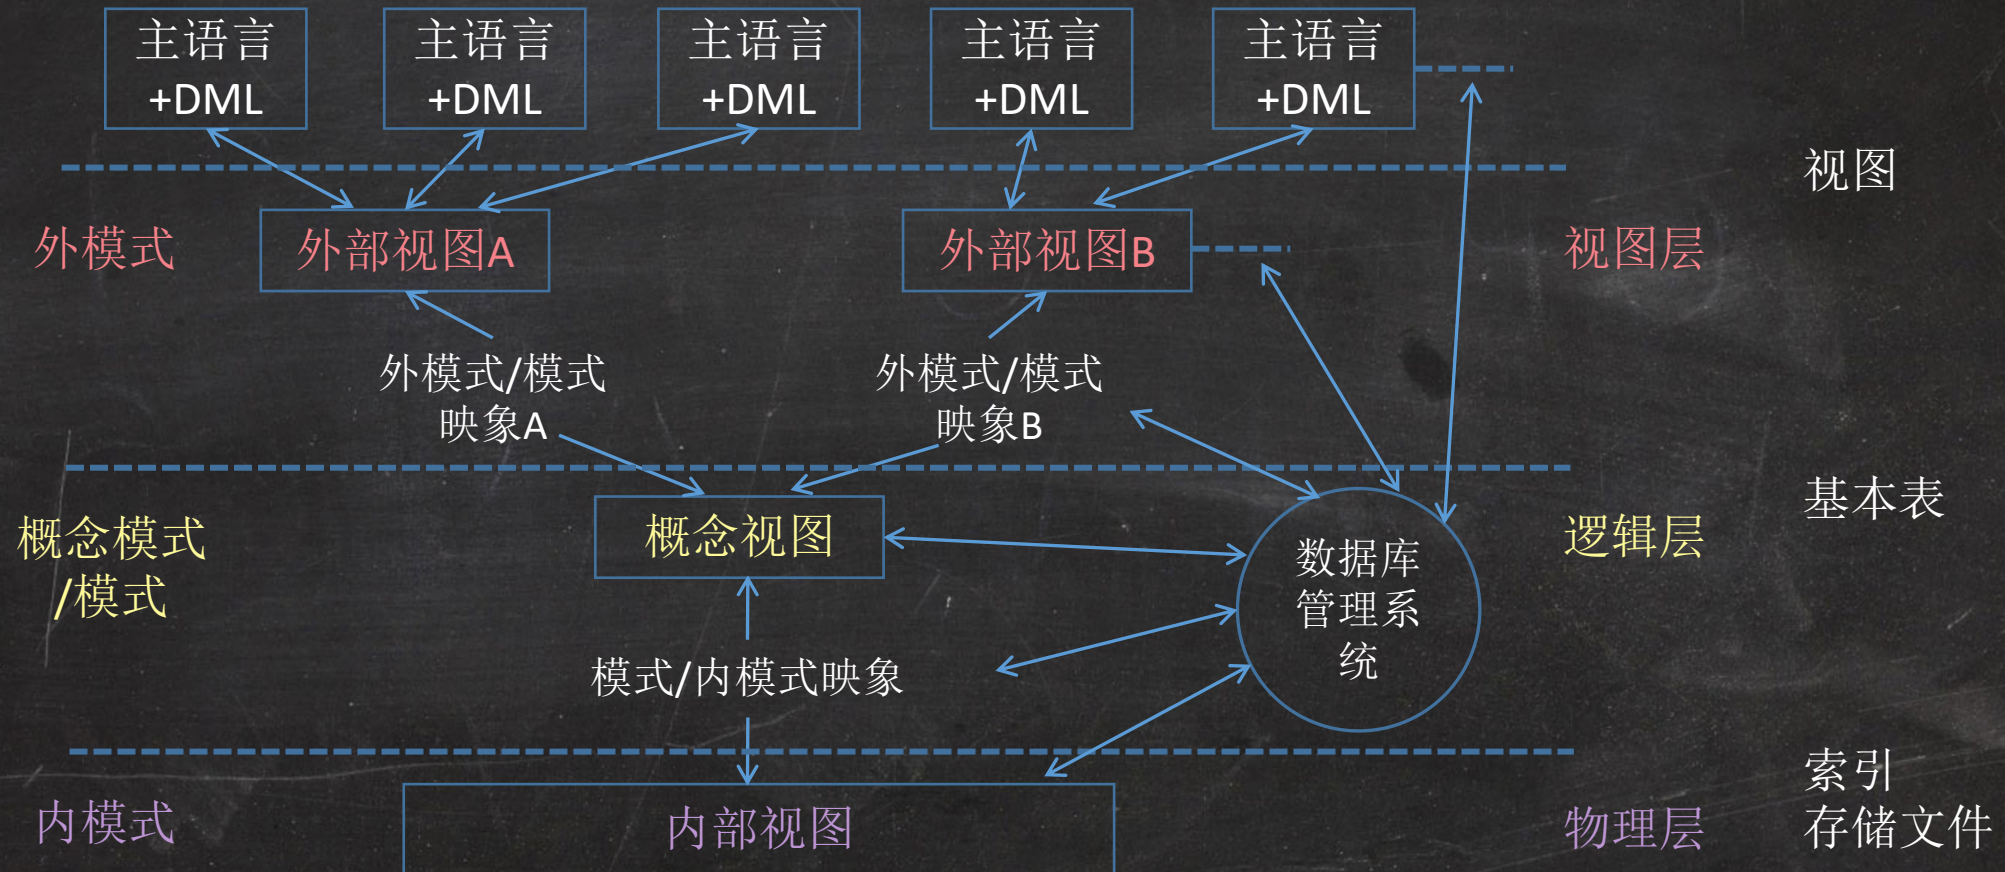 主语言
+DML
主语言
+DML
主语言
+DML
主语言
+DML
主语言
+DML
视图
外模式
外部视图A
外部视图B
视图层
外模式/模式
映象A
外模式/模式
映象B
基本表
概念模式
/模式
概念视图
数据库
管理系
统
逻辑层
模式/内模式映象
索引
存储文件
内模式
内部视图
物理层